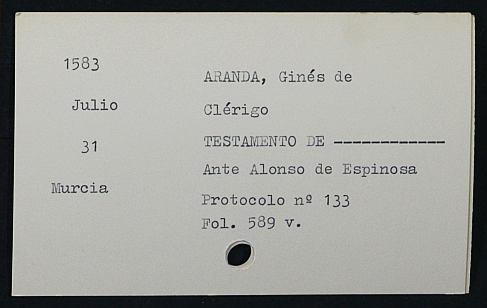 1583
ARANDA, Ginés de
Julio
Clérigo
31
TESTAMENTO DE ------------
Murcia
Ante Alonso de Espinosa
Protocolo nº 133
Fol. 589 v.